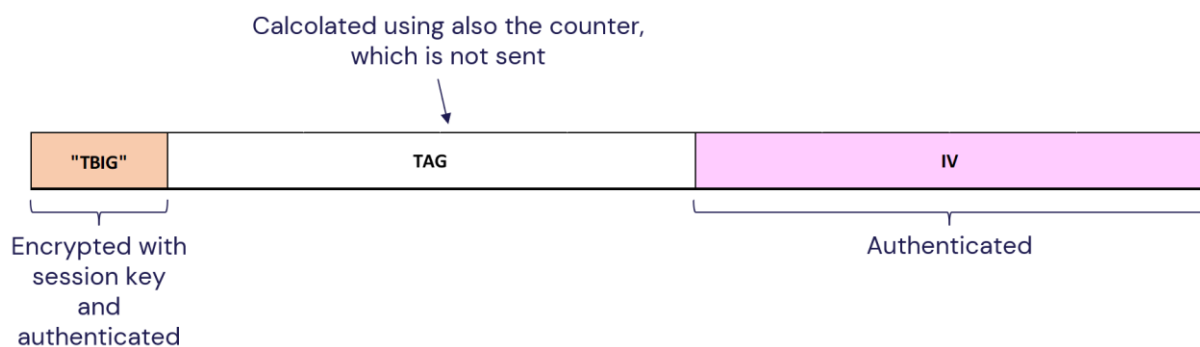 Calcolated using also the counter,
which is not sent
"TBIG"
TAG
IV
Encrypted with
session key
and
authenticated
Authenticated